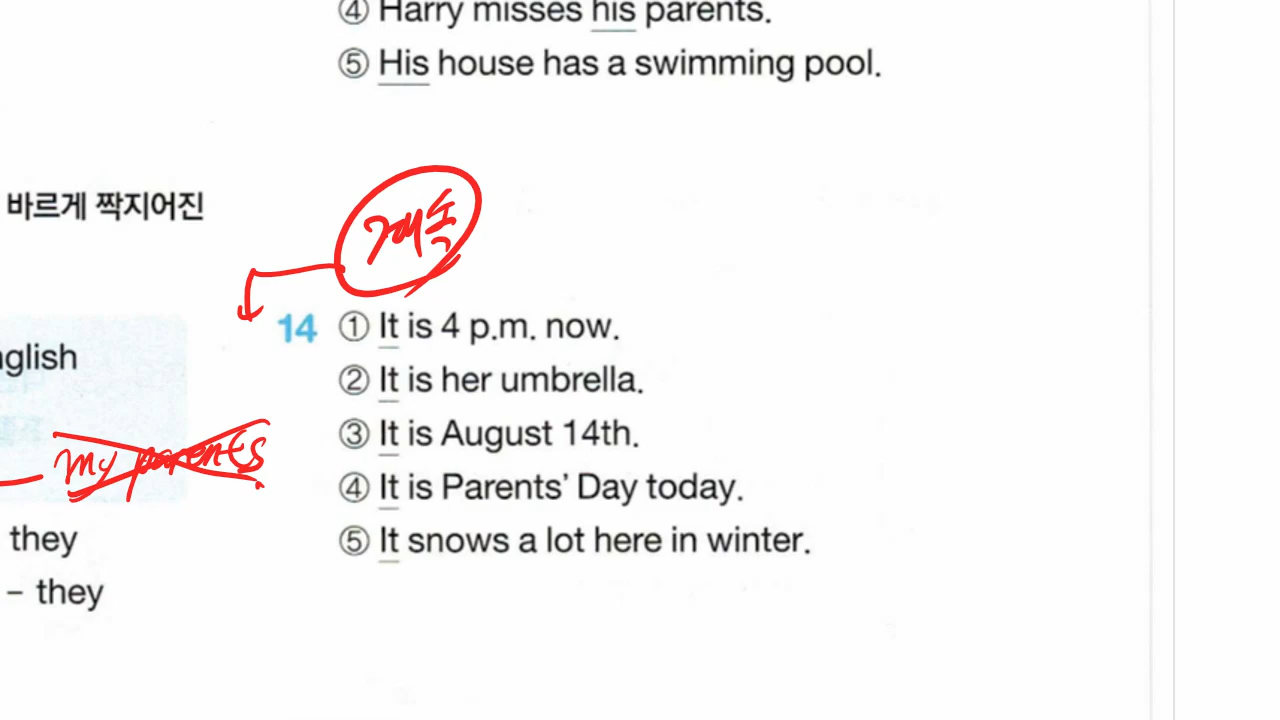 바르게 짝지어진
nglish
my parents
they
– they
④ Harry misses his parents.
⑤ His house has a swimming pool.
계속
14 ① It is 4 p.m. now.
② It is her umbrella.
③ It is August 14th.
④ It is Parents' Day today.
⑤ It snows a lot here in winter.